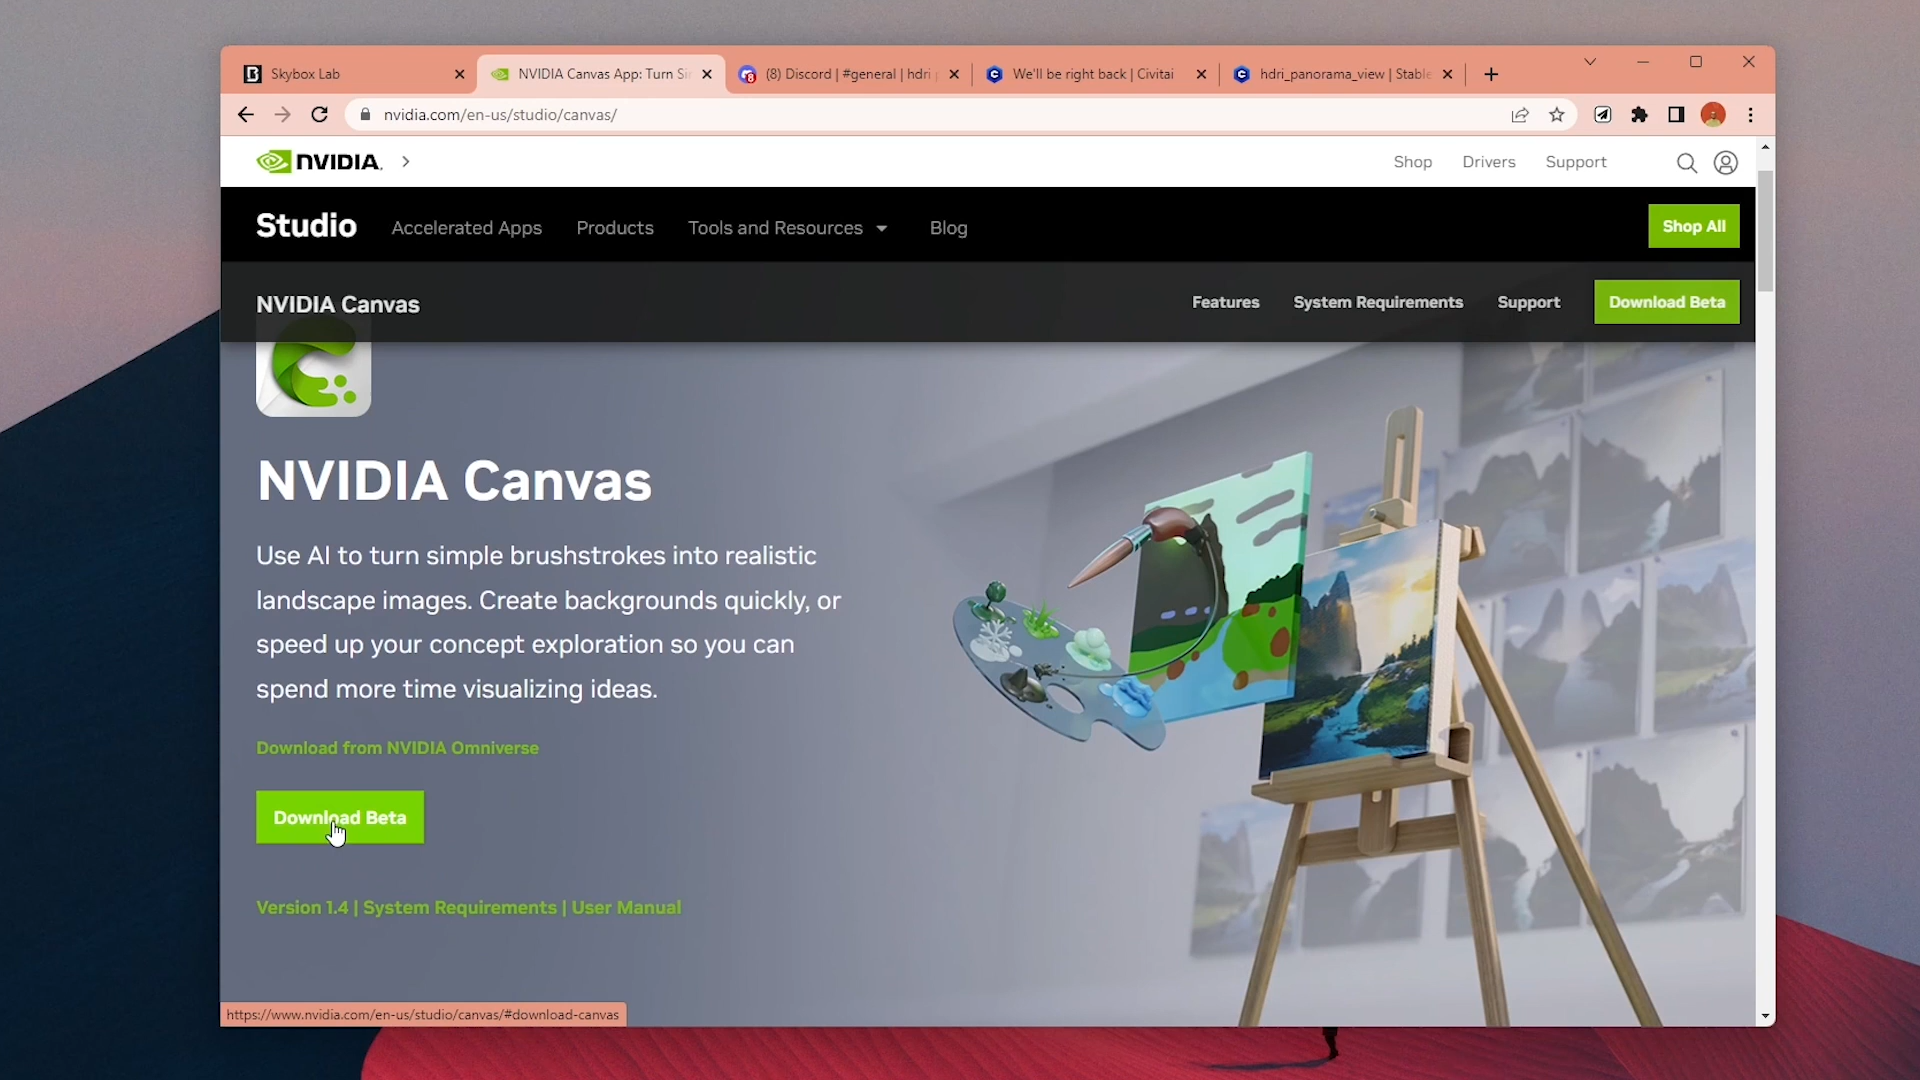 Skybox Lab
NVIDIA Canvas App: Turn Si
(8) Discord | #general | hdri
We'll be right back | Civitai
hdri_panorama_view | Stable
nvidia.com/en-us/studio/canvas/
NVIDIA.
Shop
Drivers
Support
Studio
Accelerated Apps
Products
Tools and Resources
Blog
Shop All
NVIDIA Canvas
Features
System Requirements
Support
Download Beta
NVIDIA Canvas
Use AI to turn simple brushstrokes into realistic
landscape images. Create backgrounds quickly, or
speed up your concept exploration so you can
spend more time visualizing ideas.
Download from NVIDIA Omniverse
Download Beta
Version 1.4 | System Requirements | User Manual
https://www.nvidia.com/en-us/studio/canvas/#download-canvas